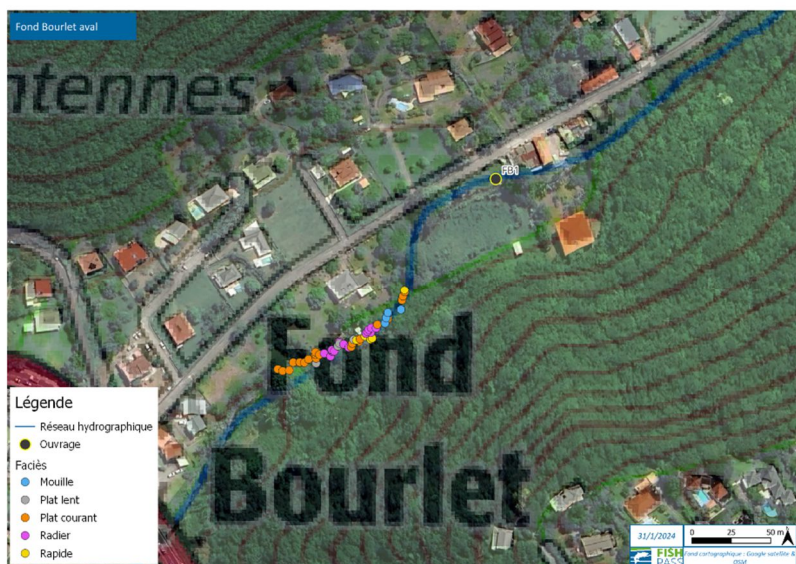 Fond Bourlet aval
ntennes
FB1
Fond
Bourlet
Légende
Réseau hydrographique
Ouvrage
Faciès
Mouille
Plat lent
Plat courant
Radier
Rapide
31/1/2024
0 25 50 m
FISH
PASS
Fond cartographique - Google satellite &
OSM